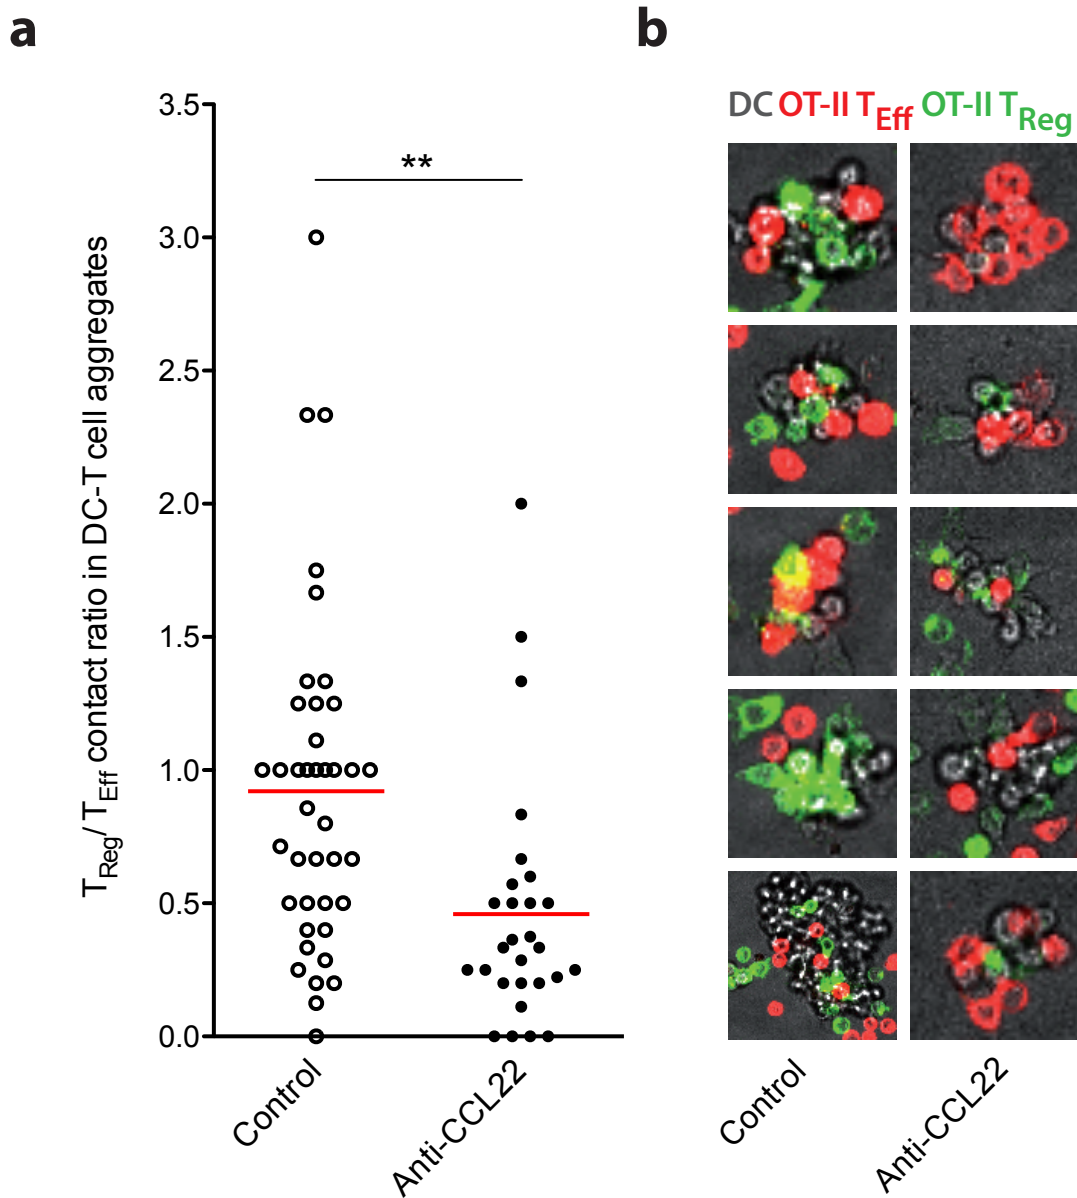 a
b
3.5
3.0
2.5
2.0
1.5
1.0
0.5
0.0
**
TReg/ TEff contact ratio in DC-T cell aggregates
Control
Anti-CCL22
DC OT-II TEff OT-II TReg
Control
Anti-CCL22